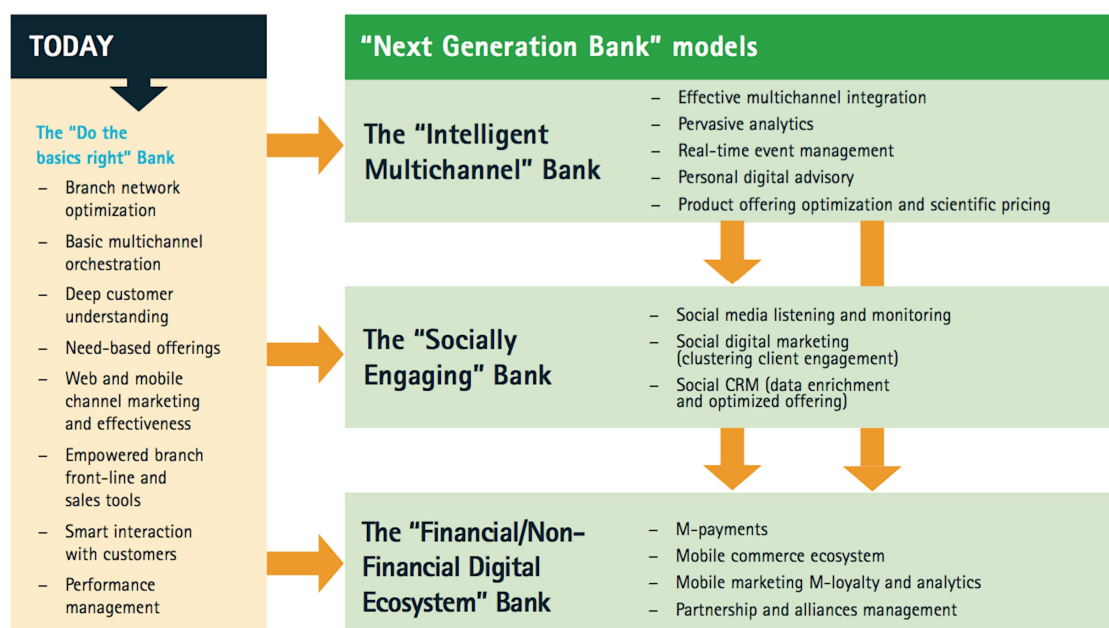 TODAY
The "Do the
basics right" Bank
– Branch network
optimization
– Basic multichannel
orchestration
– Deep customer
understanding
– Need-based offerings
– Web and mobile
channel marketing
and effectiveness
– Empowered branch
front-line and
sales tools
– Smart interaction
with customers
– Performance
management
"Next Generation Bank" models
The "Intelligent
Multichannel" Bank
– Effective multichannel integration
– Pervasive analytics
– Real-time event management
– Personal digital advisory
– Product offering optimization and scientific pricing
The "Socially
Engaging" Bank
– Social media listening and monitoring
– Social digital marketing
(clustering client engagement)
– Social CRM (data enrichment
and optimized offering)
The "Financial/Non-
Financial Digital
Ecosystem" Bank
– M-payments
– Mobile commerce ecosystem
– Mobile marketing M-loyalty and analytics
– Partnership and alliances management